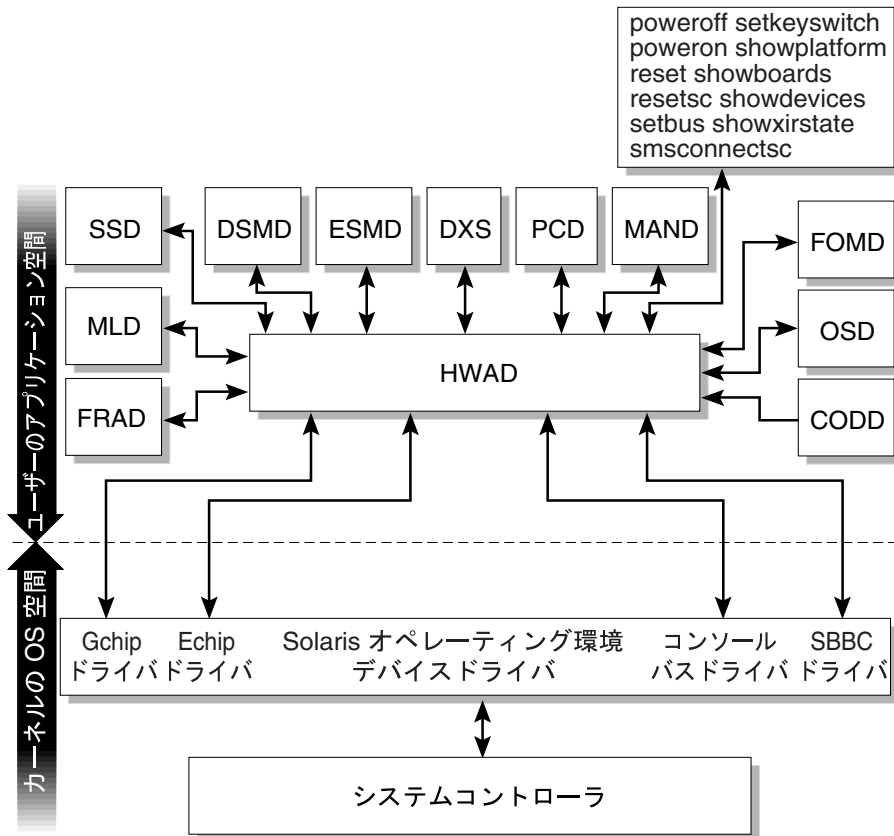 poweroff setkeyswitch
poweron showplatform
reset showboards
resetsc showdevices
setbus showxirstate
smsconnectsc
SSD
DSMD
ESMD
DXS
PCD
MAND
FOMD
MLD
HWAD
OSD
FRAD
CODD
ユーザーのアプリケーション空間
カーネルの OS 空間
Gchip
ドライバ
Echip
ドライバ
Solaris オペレーティング環境
デバイスドライバ
コンソール
バスドライバ
SBBC
ドライバ
システムコントローラ